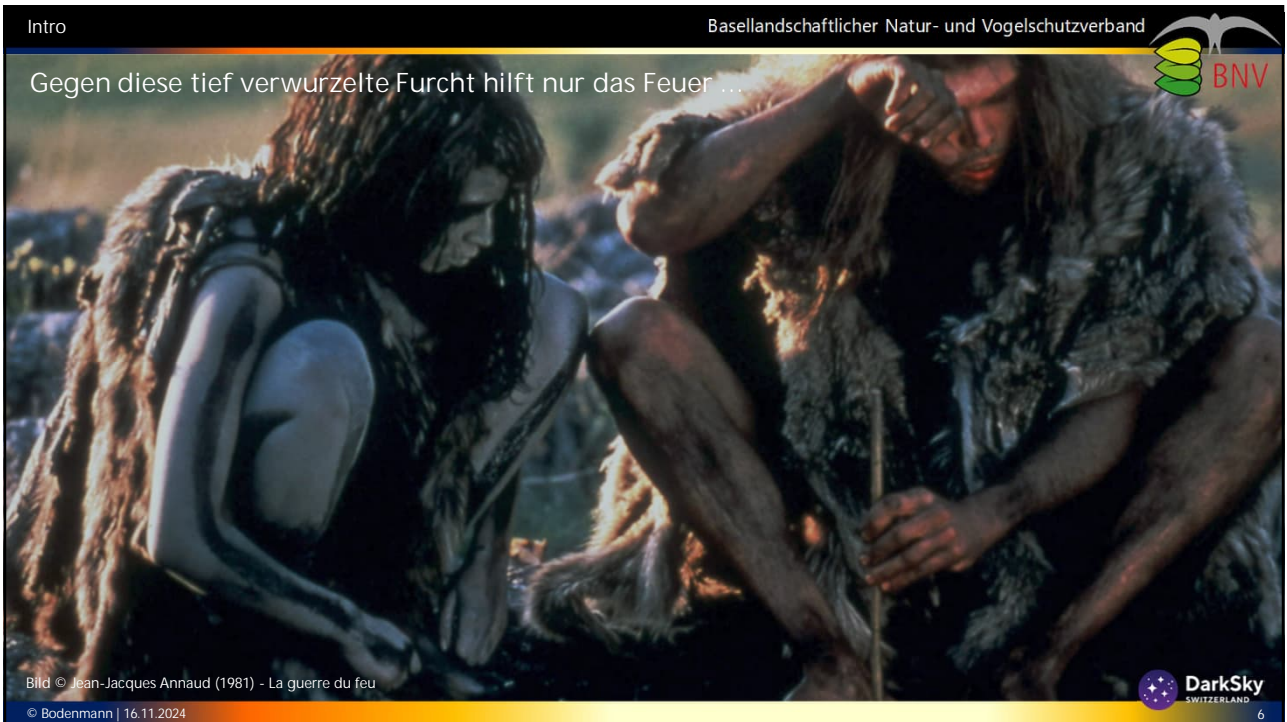 Intro
Basellandschaftlicher Natur- und Vogelschutzverband
BNV
Gegen diese tief verwurzelte Furcht hilft nur das Feuer ...
Bild © Jean-Jacques Annaud (1981) - La guerre du feu
DarkSky
SWITZERLAND
© Bodenmann | 16.11.2024
6